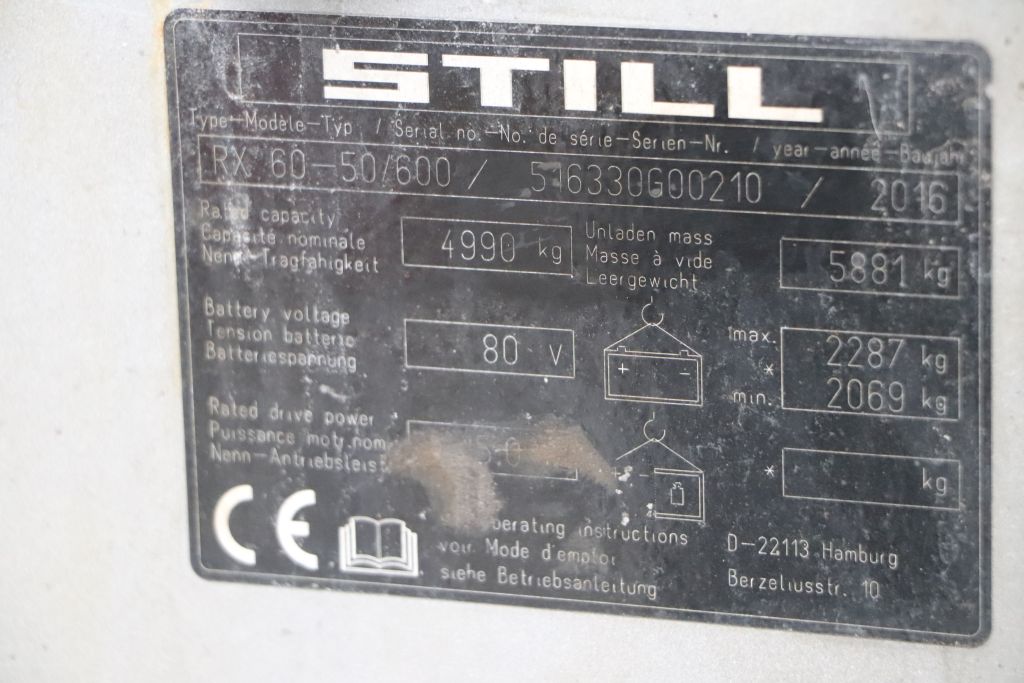 STILL
Type-Modèle-Typ / Serial no.-No. de série-Serien-Nr. / year-année-Baujahr
RX 60-50/600 / 516330G00210 / 2016
Rated capacity
Capacité nominale
Nenn-Tragfähigkeit
4990 kg
Unladen mass
Masse à vide
Leergewicht
5881 kg
Battery voltage
Tension batterie
Batteriespannung
80 V
+ -
max. 2287 kg
*
min. 2069 kg
Rated drive power
Puissance motr.nom
Nenn-Antriebsleist
+ -
* kg
CE
operating instructions
voir Mode d'emploi
siehe Betriebsanleitung
D-22113 Hamburg
Berzeliusstr. 10